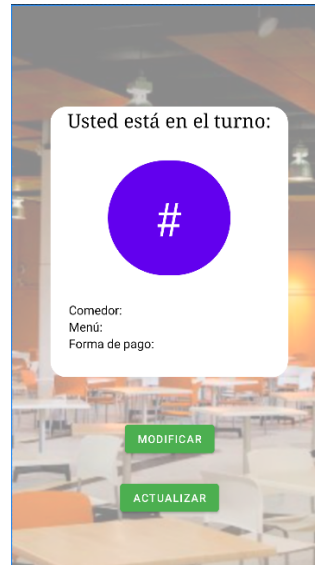 Usted está en el turno:
#
Comedor:
Menú:
Forma de pago:
MODIFICAR
ACTUALIZAR